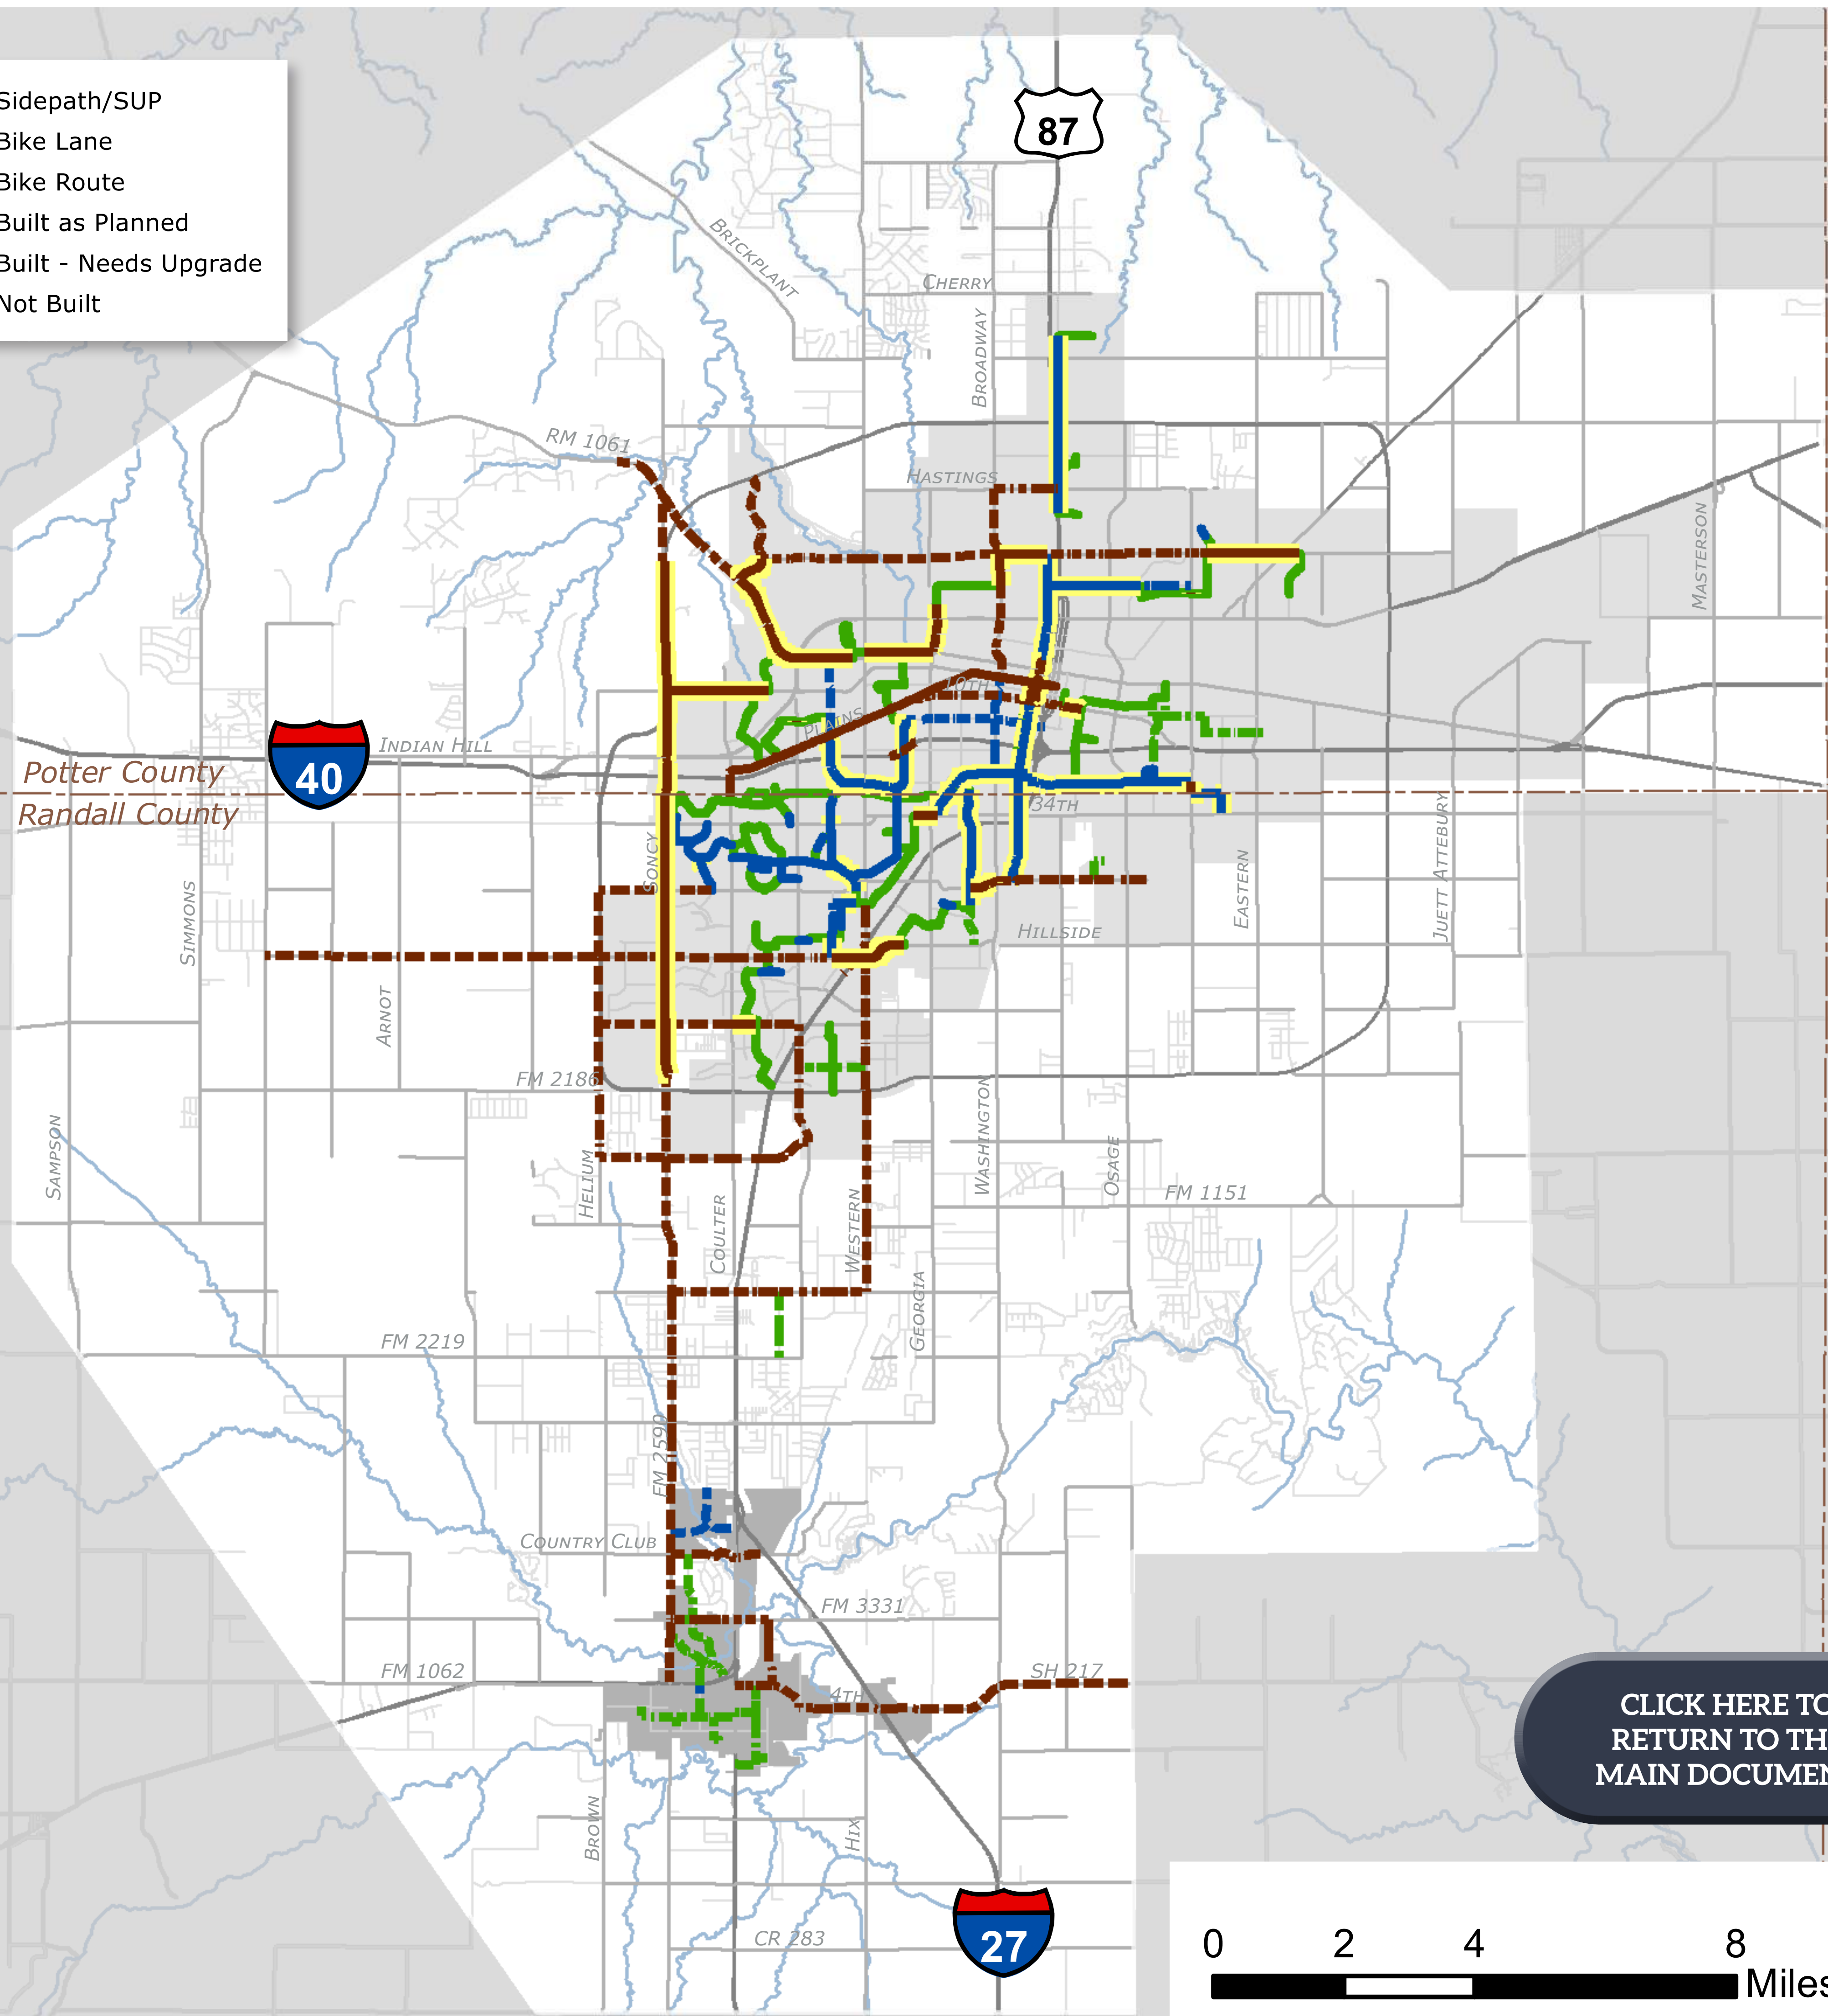 Sidepath/SUP
Bike Lane
Bike Route
Built as Planned
Built - Needs Upgrade
Not Built
87
BRICKPLANT
CHERRY
BROADWAY
RM 1061
HASTINGS
MASTERSON
10TH
PLAINS
INDIAN HILL
40
Potter County
Randall County
34TH
SONCY
SIMMONS
EASTERN
JUETT ATTEBURY
HILLSIDE
ARNOT
FM 2186
SAMPSON
HELIUM
WASHINGTON
OSAGE
FM 1151
COULTER
WESTERN
GEORGIA
FM 2219
FM 2590
COUNTRY CLUB
FM 3331
FM 1062
SH 217
4TH
CLICK HERE TO
RETURN TO TH
MAIN DOCUMEN
BROWN
HIX
27
CR 283
0 2 4 8
Miles